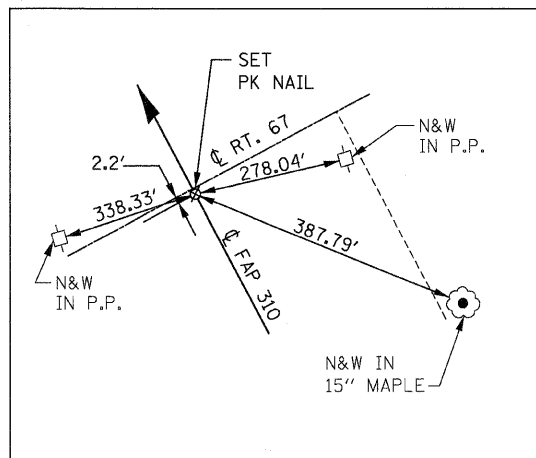 SET
PK NAIL
℄ RT. 67
N&W
IN P.P.
278.04'
2.2'
338.33'
387.79'
℄ FAP 310
N&W
IN P.P.
N&W IN
15" MAPLE